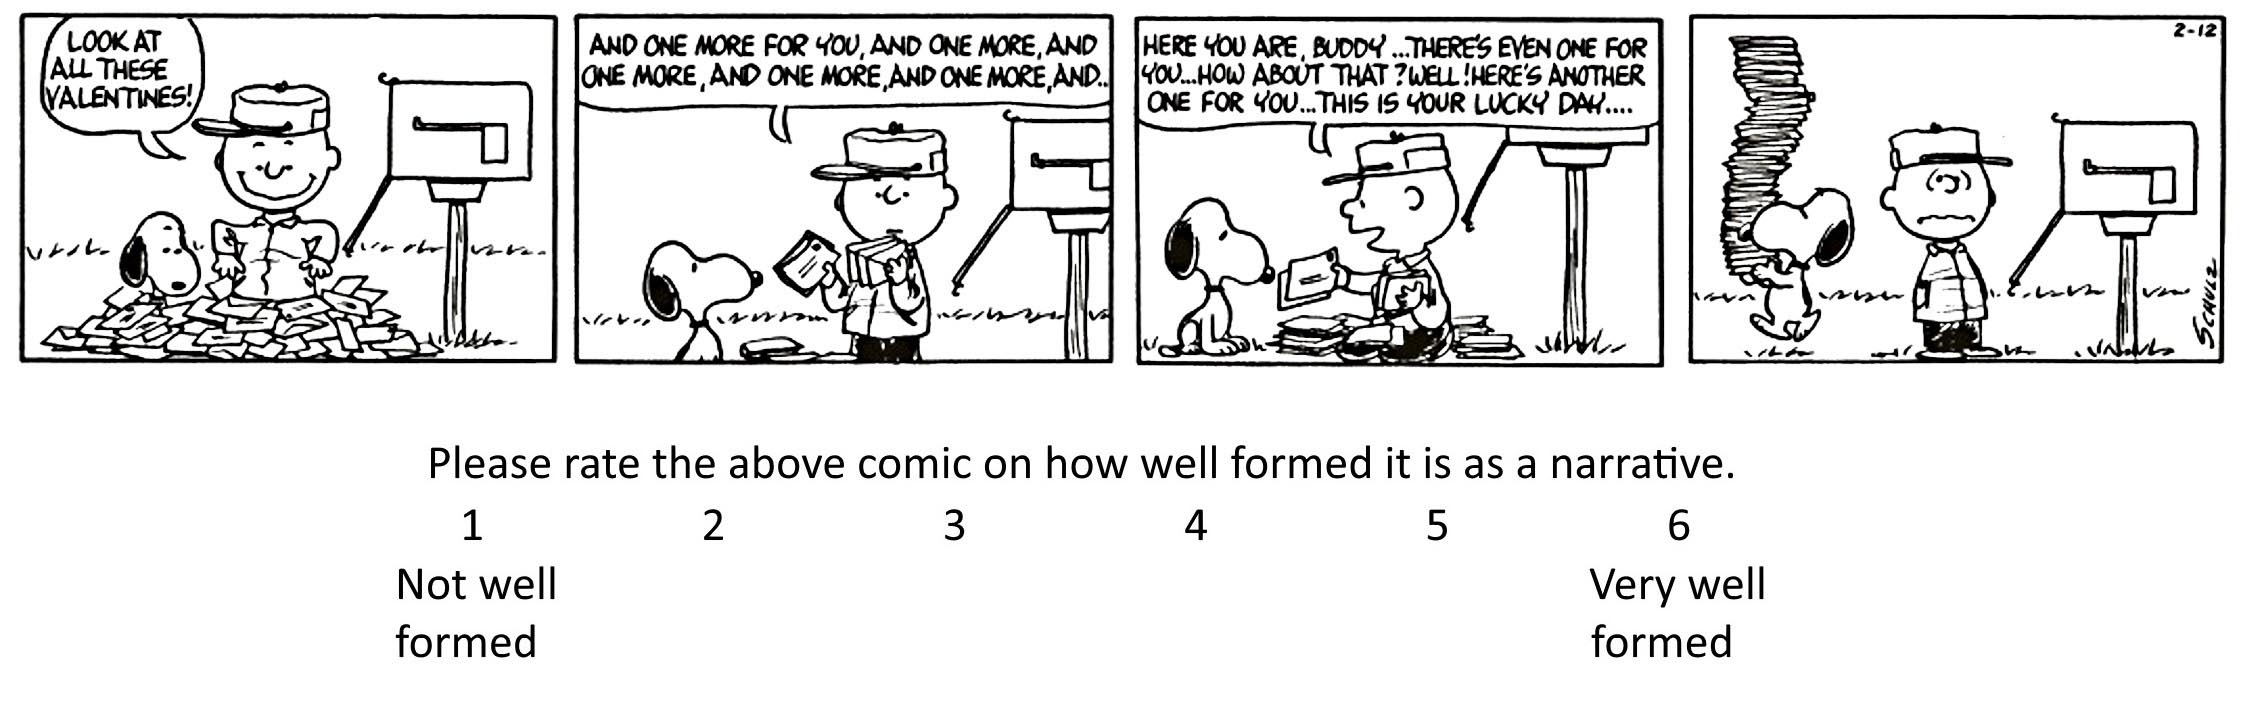 LOOK AT
ALL THESE
VALENTINES!
AND ONE MORE FOR YOU, AND ONE MORE, AND
ONE MORE, AND ONE MORE, AND ONE MORE, AND..
HERE YOU ARE, BUDDY...THERE'S EVEN ONE FOR
YOU...HOW ABOUT THAT? WELL! HERE'S ANOTHER
ONE FOR YOU...THIS IS YOUR LUCKY DAY....
2-12
SCHULZ
Please rate the above comic on how well formed it is as a narrative.
1 2 3 4 5 6
Not well
formed
Very well
formed